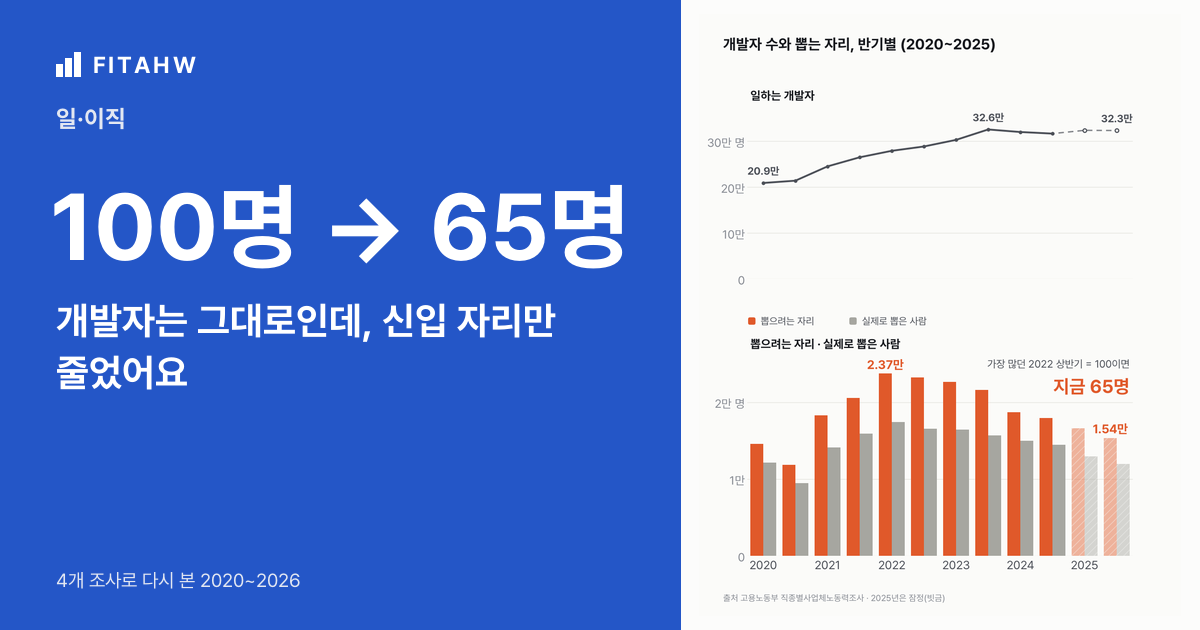 FITAHW
일·이직
100명 → 65명
개발자는 그대로인데, 신입 자리만
줄었어요
4개 조사로 다시 본 2020~2026
개발자 수와 뽑는 자리, 반기별 (2020~2025)
일하는 개발자
32.6만
32.3만
30만 명
20.9만
20만
10만
0
뽑으려는 자리 실제로 뽑은 사람
뽑으려는 자리 · 실제로 뽑은 사람
2.37만
가장 많던 2022 상반기 = 100이면
지금 65명
2만 명
1.54만
1만
0
2020 2021 2022 2023 2024 2025
출처 고용노동부 직종별사업체노동력조사 · 2025년은 잠정(빗금)